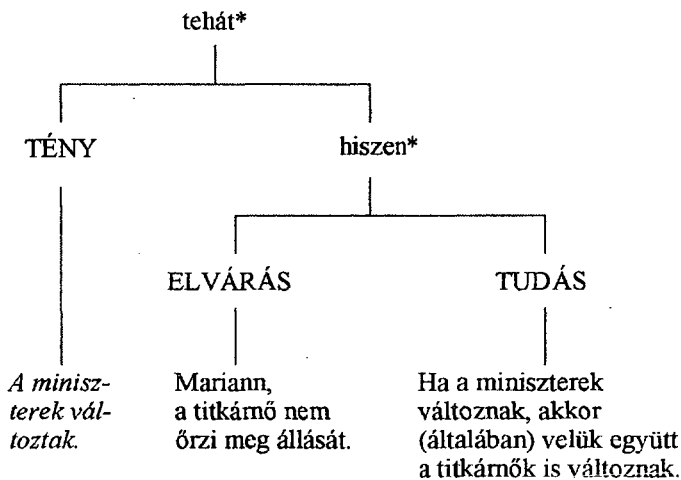 tehát*
TÉNY
hiszen*
ELVÁRÁS
TUDÁS
A minisz-
terek vál-
toztak.
Mariann,
a titkárnő nem
őrzi meg állását.
Ha a miniszterek
változnak, akkor
(általában) velük együtt
a titkárnők is változnak.